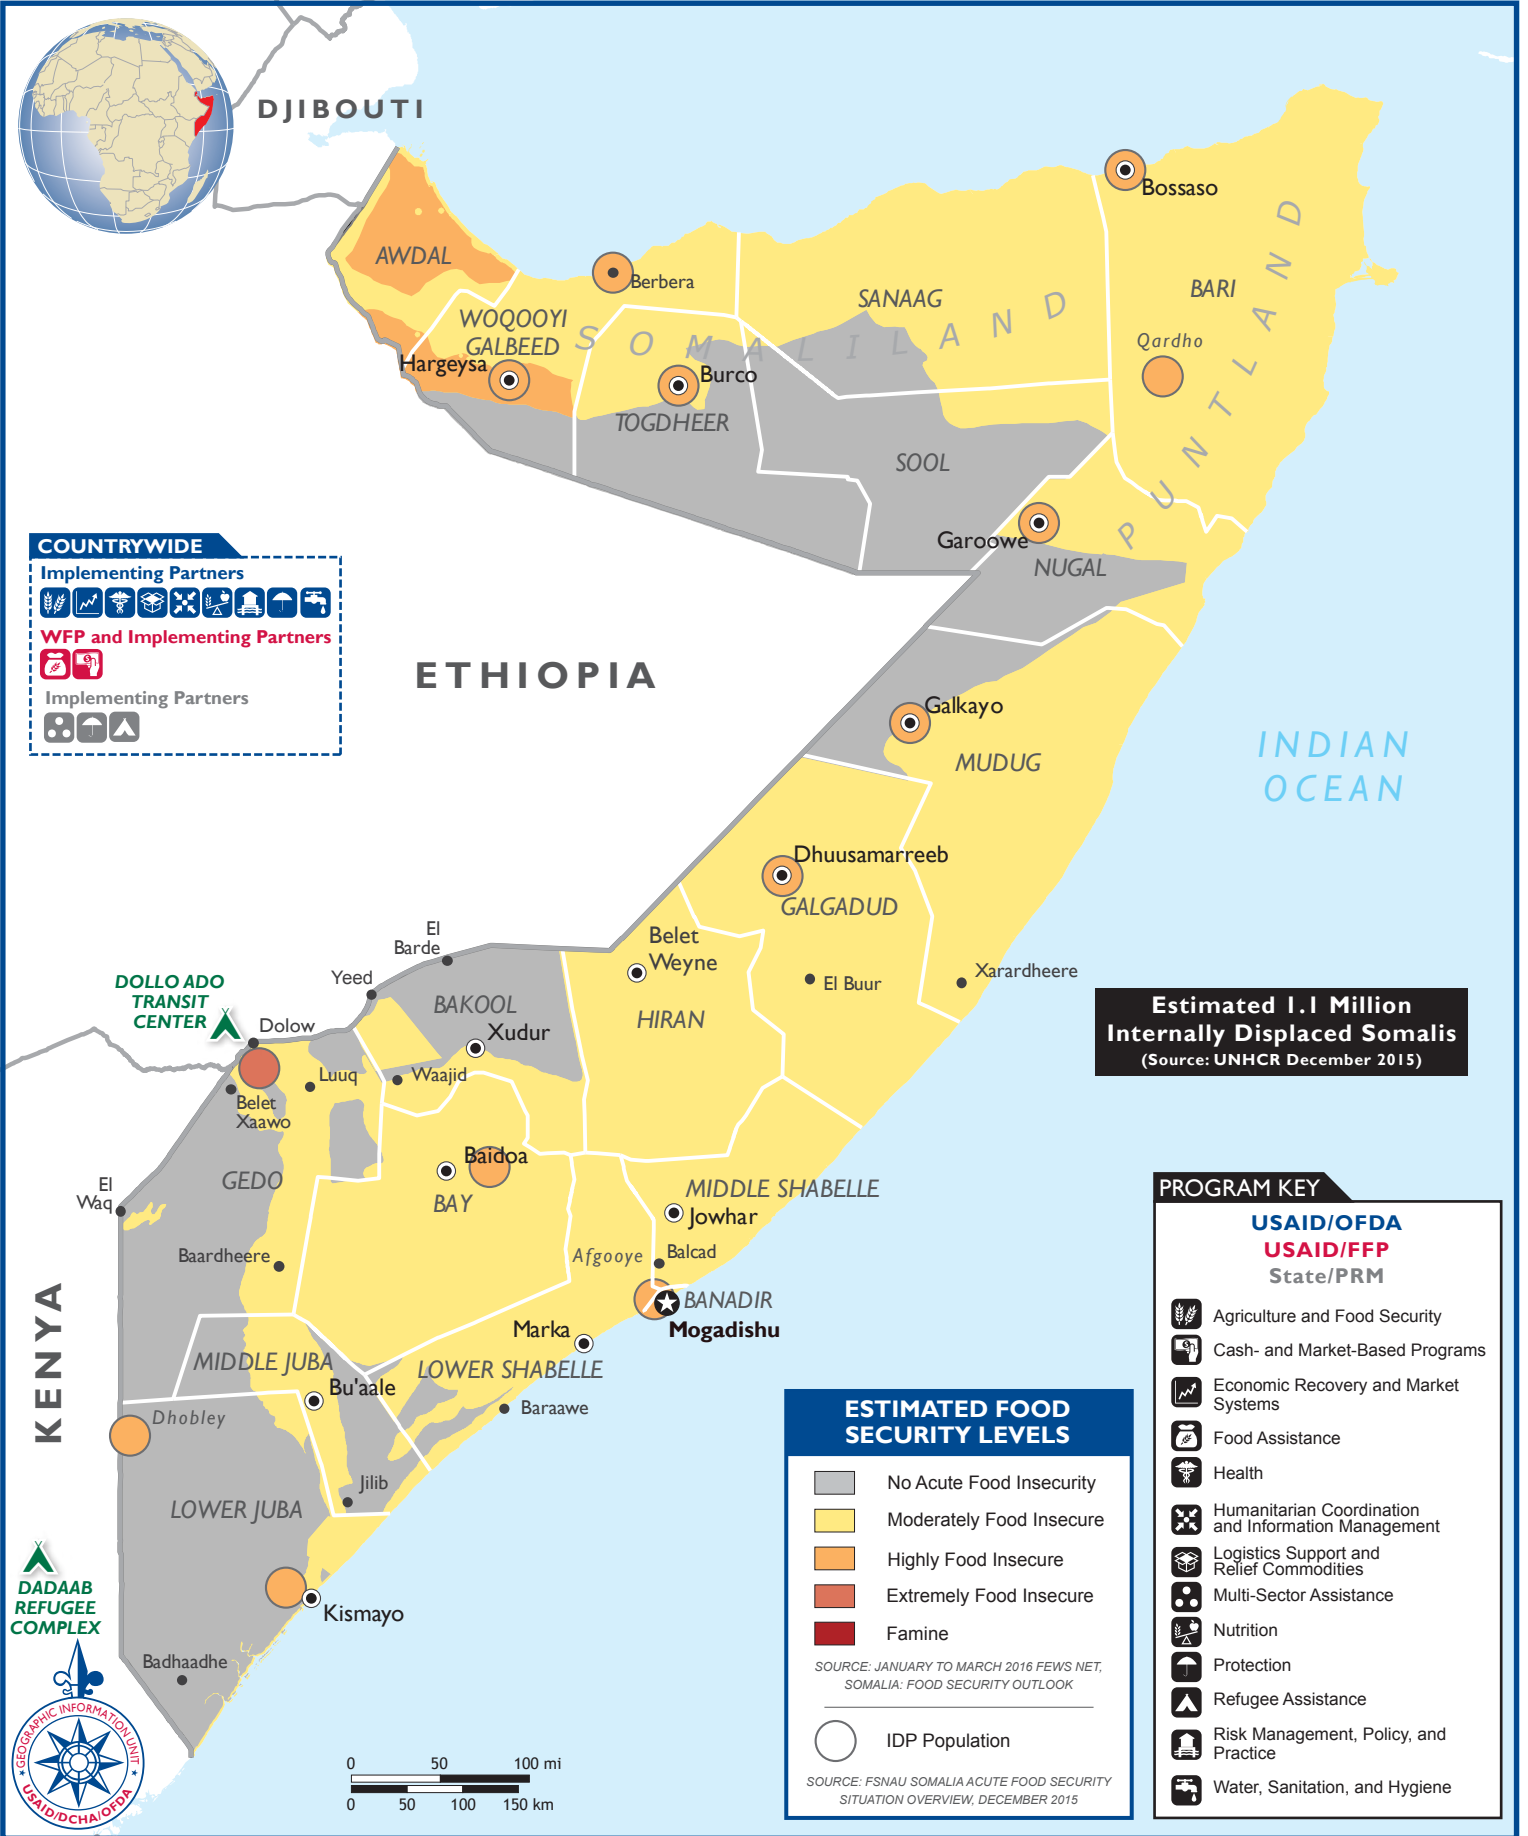 DJIBOUTI
Bossaso
AWDAL
Berbera
BARI
SANAAG
WOQOOYI
GALBEED
SOMALILAND
PUNTLAND
Qardho
Hargeysa
Burco
TOGDHEER
SOOL
Garoowe
NUGAL
COUNTRYWIDE
Implementing Partners
WFP and Implementing Partners
Implementing Partners
ETHIOPIA
Galkayo
MUDUG
INDIAN
OCEAN
Dhuusamarreeb
GALGADUD
El
Barde
Belet
Weyne
Yeed
El Buur
Xarardheere
DOLLO ADO
TRANSIT
CENTER
Dolow
BAKOOL
Xudur
HIRAN
Estimated 1.1 Million
Internally Displaced Somalis
(Source: UNHCR December 2015)
Luuq
Waajid
Belet
Xaawo
Baidoa
GEDO
BAY
El
Waq
MIDDLE SHABELLE
Jowhar
Baardheere
Afgooye
Balcad
BANADIR
Mogadishu
Marka
KENYA
MIDDLE JUBA
LOWER SHABELLE
Bu'aale
Baraawe
Dhobley
Jilib
LOWER JUBA
DADAAB
REFUGEE
COMPLEX
Kismayo
Badhaadhe
GEOGRAPHIC INFORMATION UNIT
USAID/DCHA/OFDA
0 50 100 mi
0 50 100 150 km
ESTIMATED FOOD
SECURITY LEVELS
No Acute Food Insecurity
Moderately Food Insecure
Highly Food Insecure
Extremely Food Insecure
Famine
SOURCE: JANUARY TO MARCH 2016 FEWS NET,
SOMALIA: FOOD SECURITY OUTLOOK
IDP Population
SOURCE: FSNAU SOMALIA ACUTE FOOD SECURITY
SITUATION OVERVIEW, DECEMBER 2015
PROGRAM KEY
USAID/OFDA
USAID/FFP
State/PRM
Agriculture and Food Security
Cash- and Market-Based Programs
Economic Recovery and Market
Systems
Food Assistance
Health
Humanitarian Coordination
and Information Management
Logistics Support and
Relief Commodities
Multi-Sector Assistance
Nutrition
Protection
Refugee Assistance
Risk Management, Policy, and
Practice
Water, Sanitation, and Hygiene